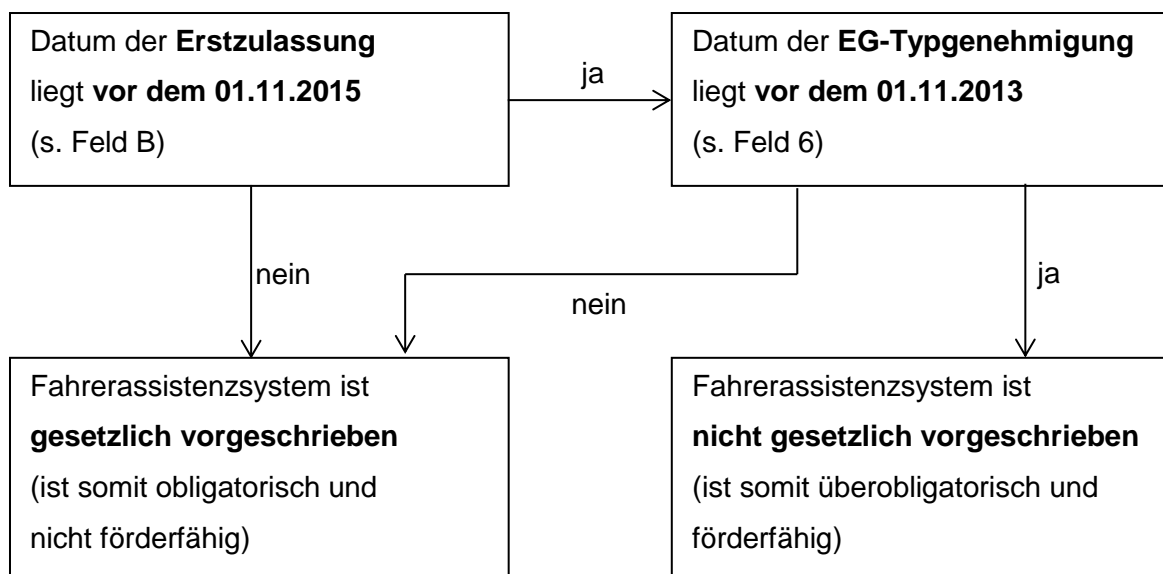 Datum der Erstzulassung
liegt vor dem 01.11.2015
(s. Feld B)
ja
Datum der EG-Typgenehmigung
liegt vor dem 01.11.2013
(s. Feld 6)
nein
nein
ja
Fahrerassistenzsystem ist
gesetzlich vorgeschrieben
(ist somit obligatorisch und
nicht förderfähig)
Fahrerassistenzsystem ist
nicht gesetzlich vorgeschrieben
(ist somit überobligatorisch und
förderfähig)